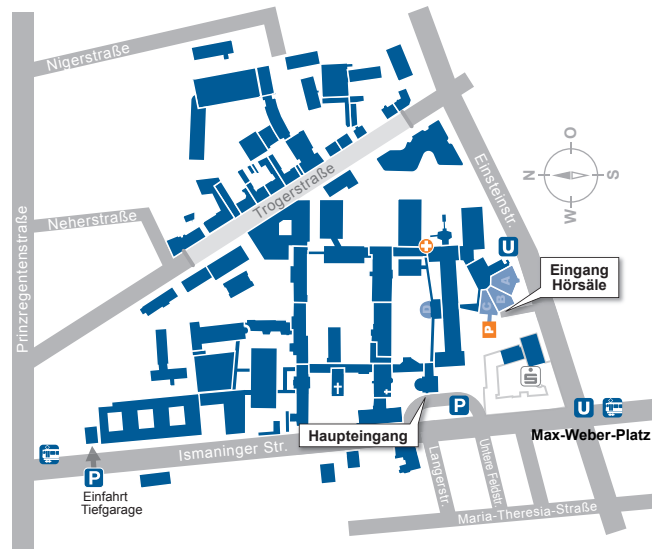 Nigerstraße
Einsteinstr.
O
N
S
W
Trogerstraße
Neherstraße
Prinzregentenstraße
U
Eingang
Hörsäle
A
B
C
D
P
Haupteingang
P
U
Max-Weber-Platz
Ismaninger Str.
P
Einfahrt
Tiefgarage
Langerstr.
Untere Feldstr.
Maria-Theresia-Straße